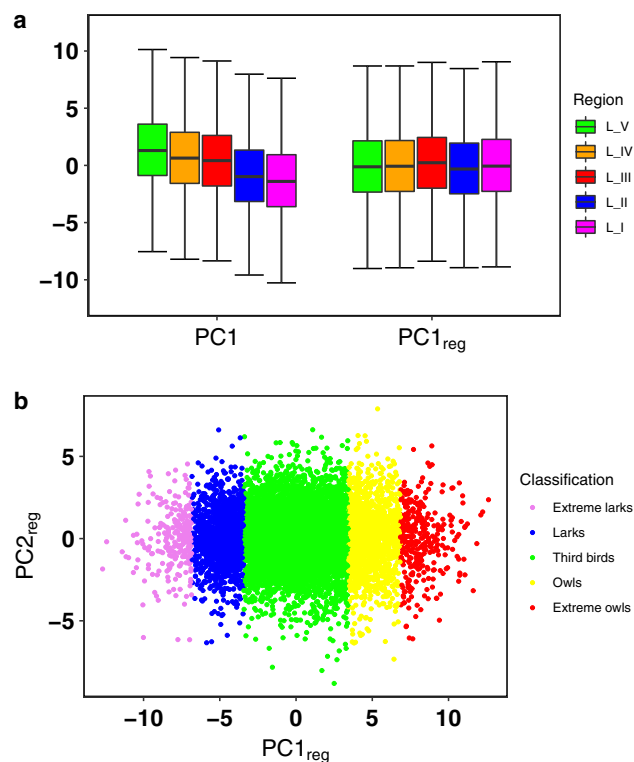 a
10
5
0
−5
−10
PC1
PC1reg
Region
L_V
L_IV
L_III
L_II
L_I
b
PC2reg
5
0
−5
−10
−5
0
5
10
PC1reg
Classification
Extreme larks
Larks
Third birds
Owls
Extreme owls